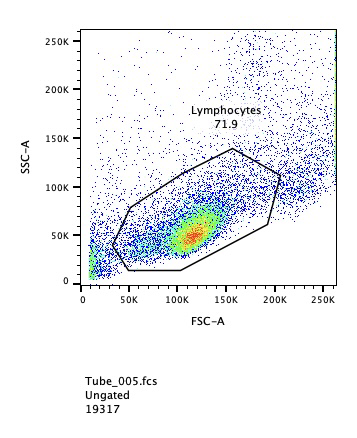 250K
200K
150K
100K
50K
0
SSC-A
Lymphocytes
71.9
0 50K 100K 150K 200K 250K
FSC-A
Tube_005.fcs
Ungated
19317